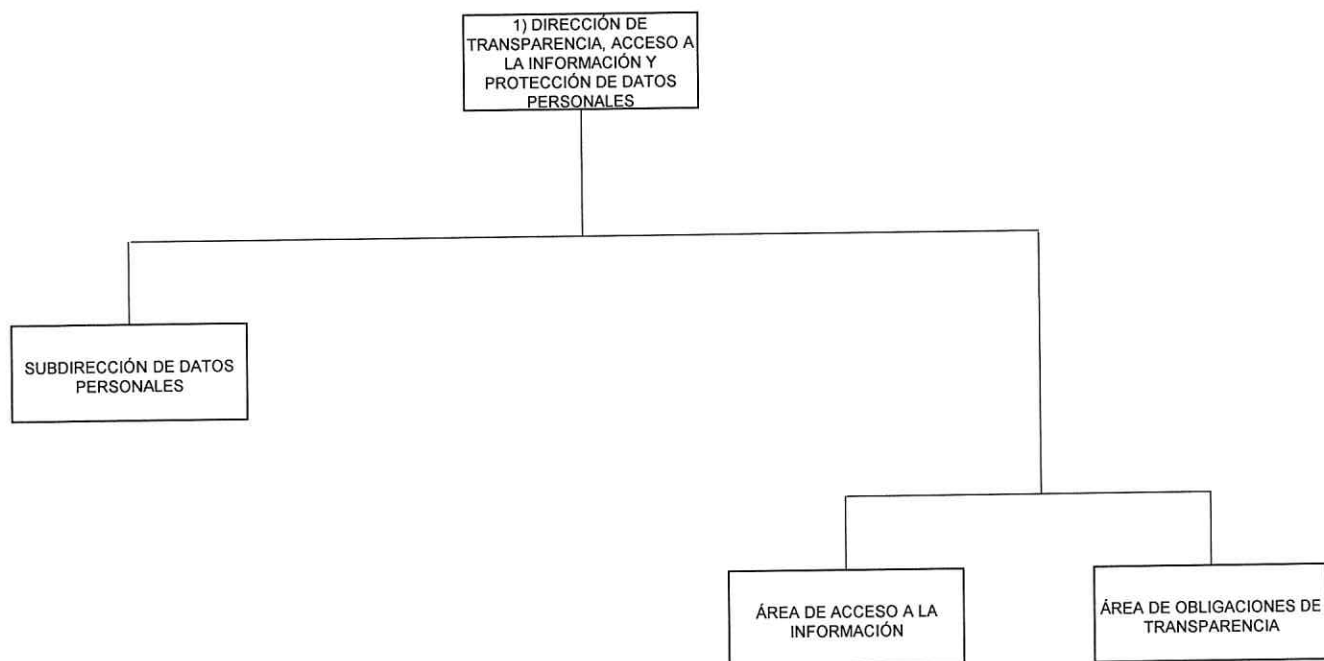 1) DIRECCIÓN DE
TRANSPARENCIA, ACCESO A
LA INFORMACIÓN Y
PROTECCIÓN DE DATOS
PERSONALES
SUBDIRECCIÓN DE DATOS
PERSONALES
ÁREA DE ACCESO A LA
INFORMACIÓN
ÁREA DE OBLIGACIONES DE
TRANSPARENCIA